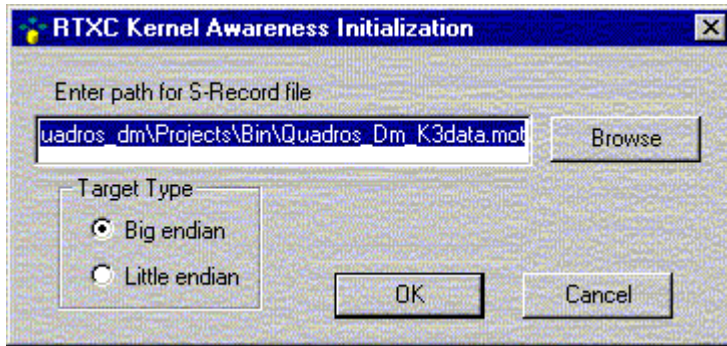 RTXC Kernel Awareness Initialization
Enter path for S-Record file
uadros_dm\Projects\Bin\Quadros_Dm_K3data.mot
Browse
Target Type
Big endian
Little endian
OK
Cancel